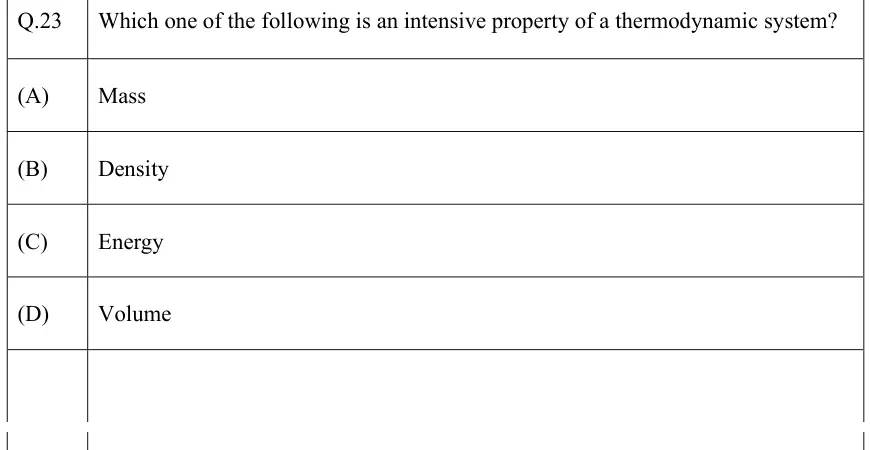 Q.23 Which one of the following is an intensive property of a thermodynamic system?
(A) Mass
(B) Density
(C) Energy
(D) Volume